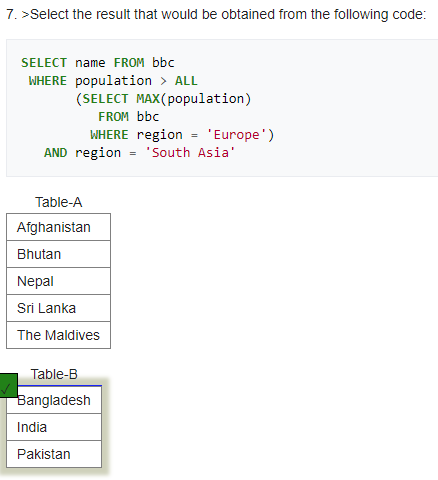 7. >Select the result that would be obtained from the following code:
SELECT name FROM bbc
WHERE population > ALL
(SELECT MAX(population)
FROM bbc
WHERE region = 'Europe')
AND region = 'South Asia'
Table-A
Afghanistan
Bhutan
Nepal
Sri Lanka
The Maldives
Table-B
Bangladesh
India
Pakistan